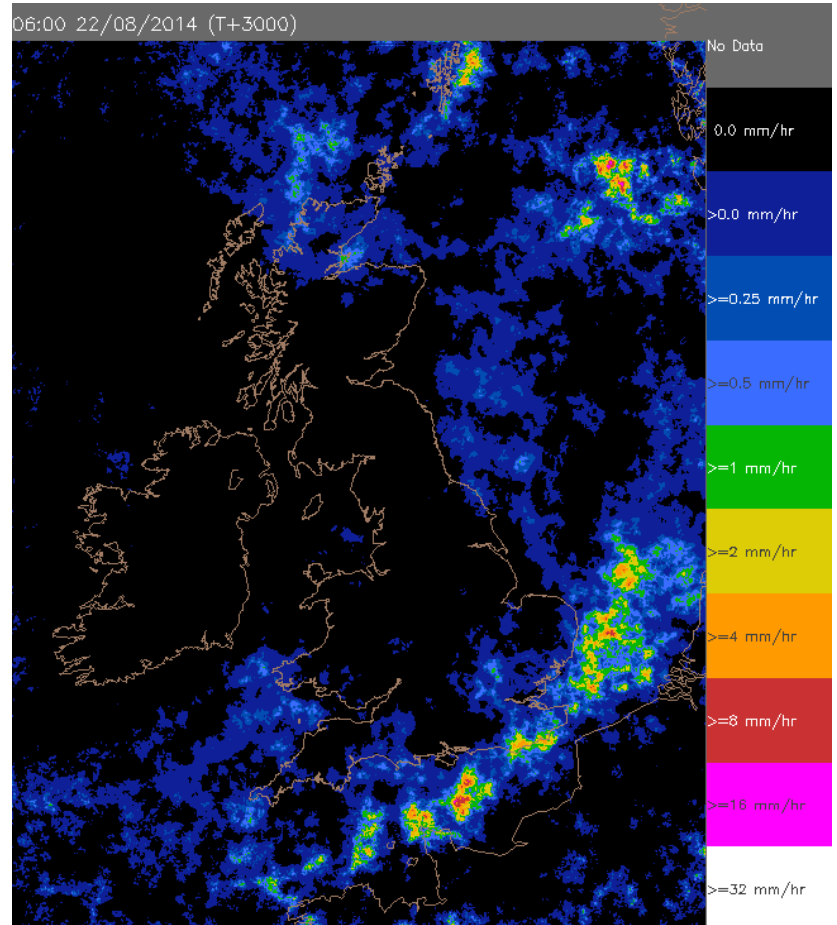 06:00 22/08/2014 (T+3000)
No Data
0.0 mm/hr
>0.0 mm/hr
>=0.25 mm/hr
>=0.5 mm/hr
>=1 mm/hr
>=2 mm/hr
>=4 mm/hr
>=8 mm/hr
>=16 mm/hr
>=32 mm/hr